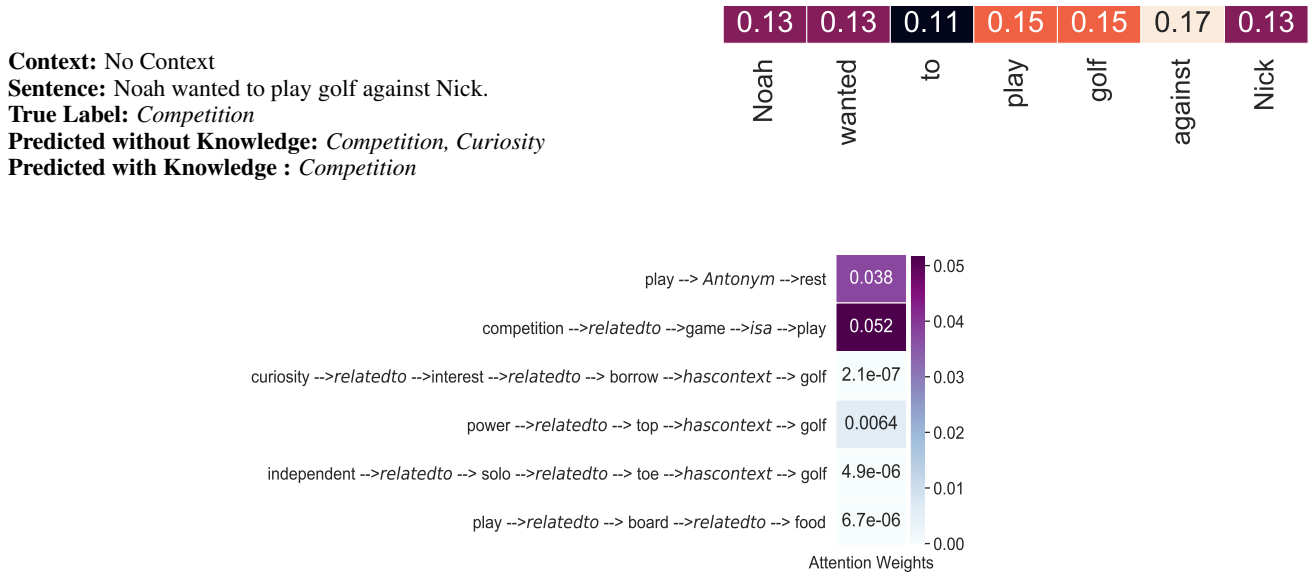 0.13 0.13 0.11 0.15 0.15 0.17 0.13
Noah wanted to play golf against Nick
Context: No Context
Sentence: Noah wanted to play golf against Nick.
True Label: Competition
Predicted without Knowledge: Competition, Curiosity
Predicted with Knowledge : Competition
play --> Antonym -->rest 0.038
competition -->relatedto -->game -->isa -->play 0.052
curiosity -->relatedto -->interest -->relatedto --> borrow -->hascontext --> golf 2.1e-07
power -->relatedto --> top -->hascontext --> golf 0.0064
independent -->relatedto --> solo -->relatedto --> toe -->hascontext --> golf 4.9e-06
play -->relatedto --> board -->relatedto --> food 6.7e-06
0.05
0.04
0.03
0.02
0.01
0.00
Attention Weights